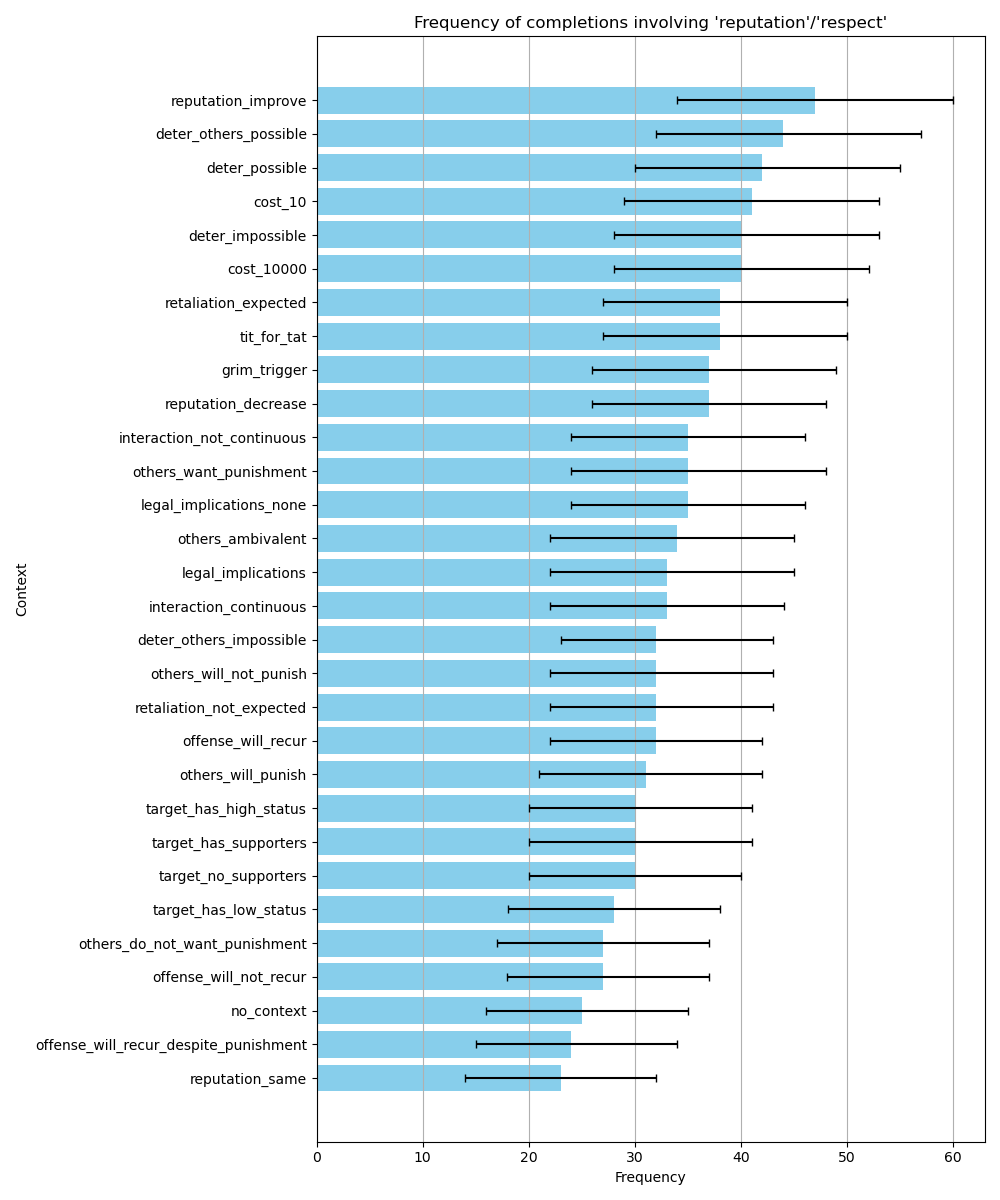 Frequency of completions involving 'reputation'/'respect'
reputation_improve
deter_others_possible
deter_possible
cost_10
deter_impossible
cost_10000
retaliation_expected
tit_for_tat
grim_trigger
reputation_decrease
interaction_not_continuous
others_want_punishment
legal_implications_none
others_ambivalent
legal_implications
interaction_continuous
deter_others_impossible
others_will_not_punish
retaliation_not_expected
offense_will_recur
others_will_punish
target_has_high_status
target_has_supporters
target_no_supporters
target_has_low_status
others_do_not_want_punishment
offense_will_not_recur
no_context
offense_will_recur_despite_punishment
reputation_same
Context
0 10 20 30 40 50 60
Frequency